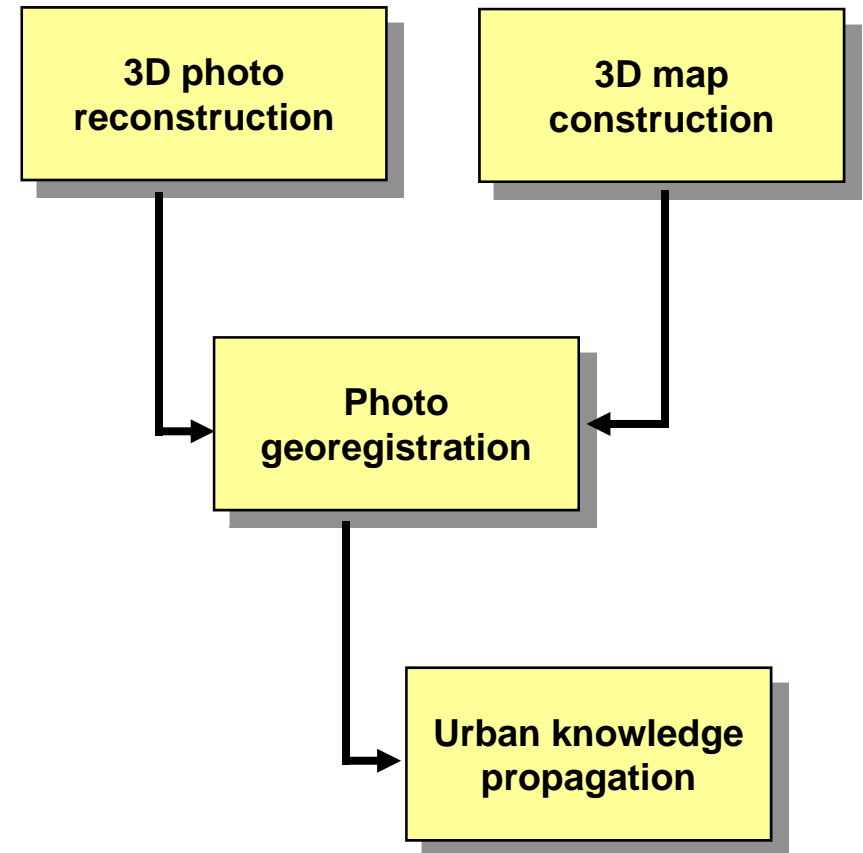 3D photo
reconstruction
3D map
construction
Photo
georegistration
Urban knowledge
propagation